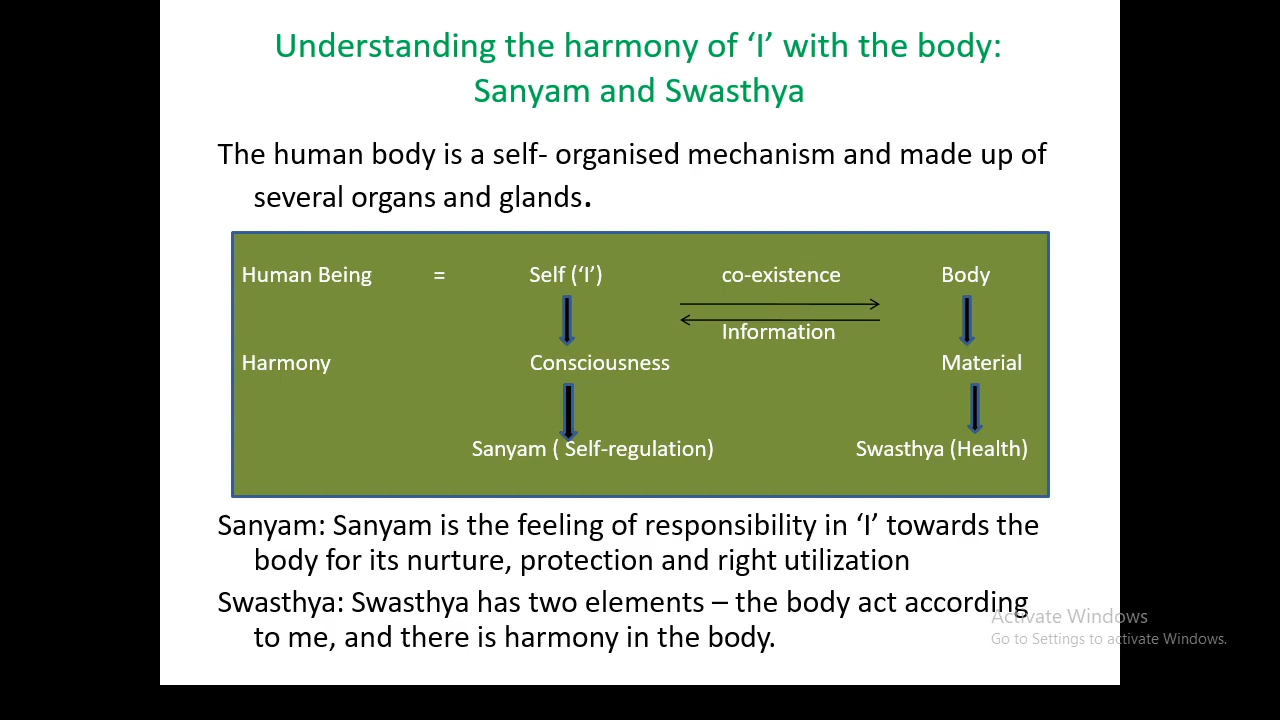 Understanding the harmony of ‘I’ with the body:
Sanyam and Swasthya
The human body is a self- organised mechanism and made up of
several organs and glands.
Human Being = Self (‘I’) co-existence Body
Information
Harmony Consciousness Material
Sanyam ( Self-regulation) Swasthya (Health)
Sanyam: Sanyam is the feeling of responsibility in ‘I’ towards the
body for its nurture, protection and right utilization
Swasthya: Swasthya has two elements – the body act according
to me, and there is harmony in the body.
Activate Windows
Go to Settings to activate Windows.